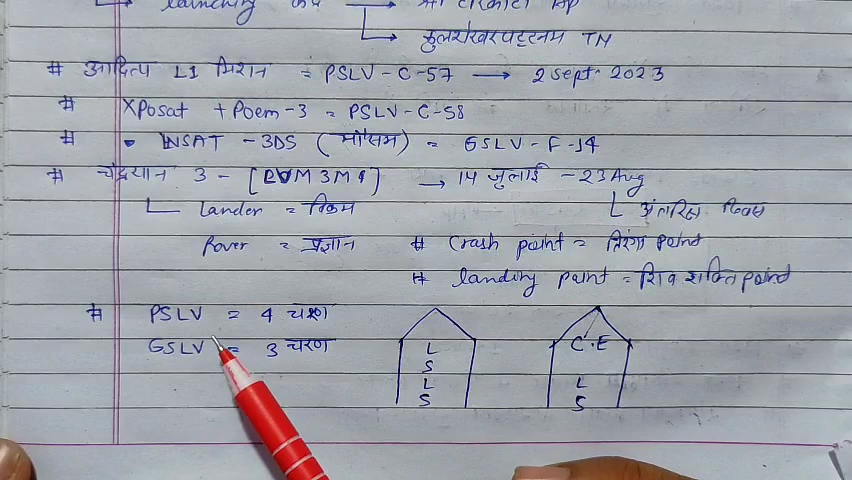 launching केंद्र → श्री हरिकोटा AP
→ कुलशेखरपट्टनम TN
# आदित्य L1 मिशन = PSLV-C-57 → 2 Sept. 2023
# XPosat + Poem-3 = PSLV-C-58
# • INSAT-3DS (मौसम) = GSLV-F-14
# चंद्रयान 3 - [LVM3M4] → 14 जुलाई - 23 Aug
Lander = विक्रम
अंतरिक्ष दिवस
Rover = प्रज्ञान # Crash point = तिरंगा point
# landing point = शिव शक्ति point
# PSLV = 4 चरण
GSLV = 3 चरण
L
S
L
S
C.E
L
S